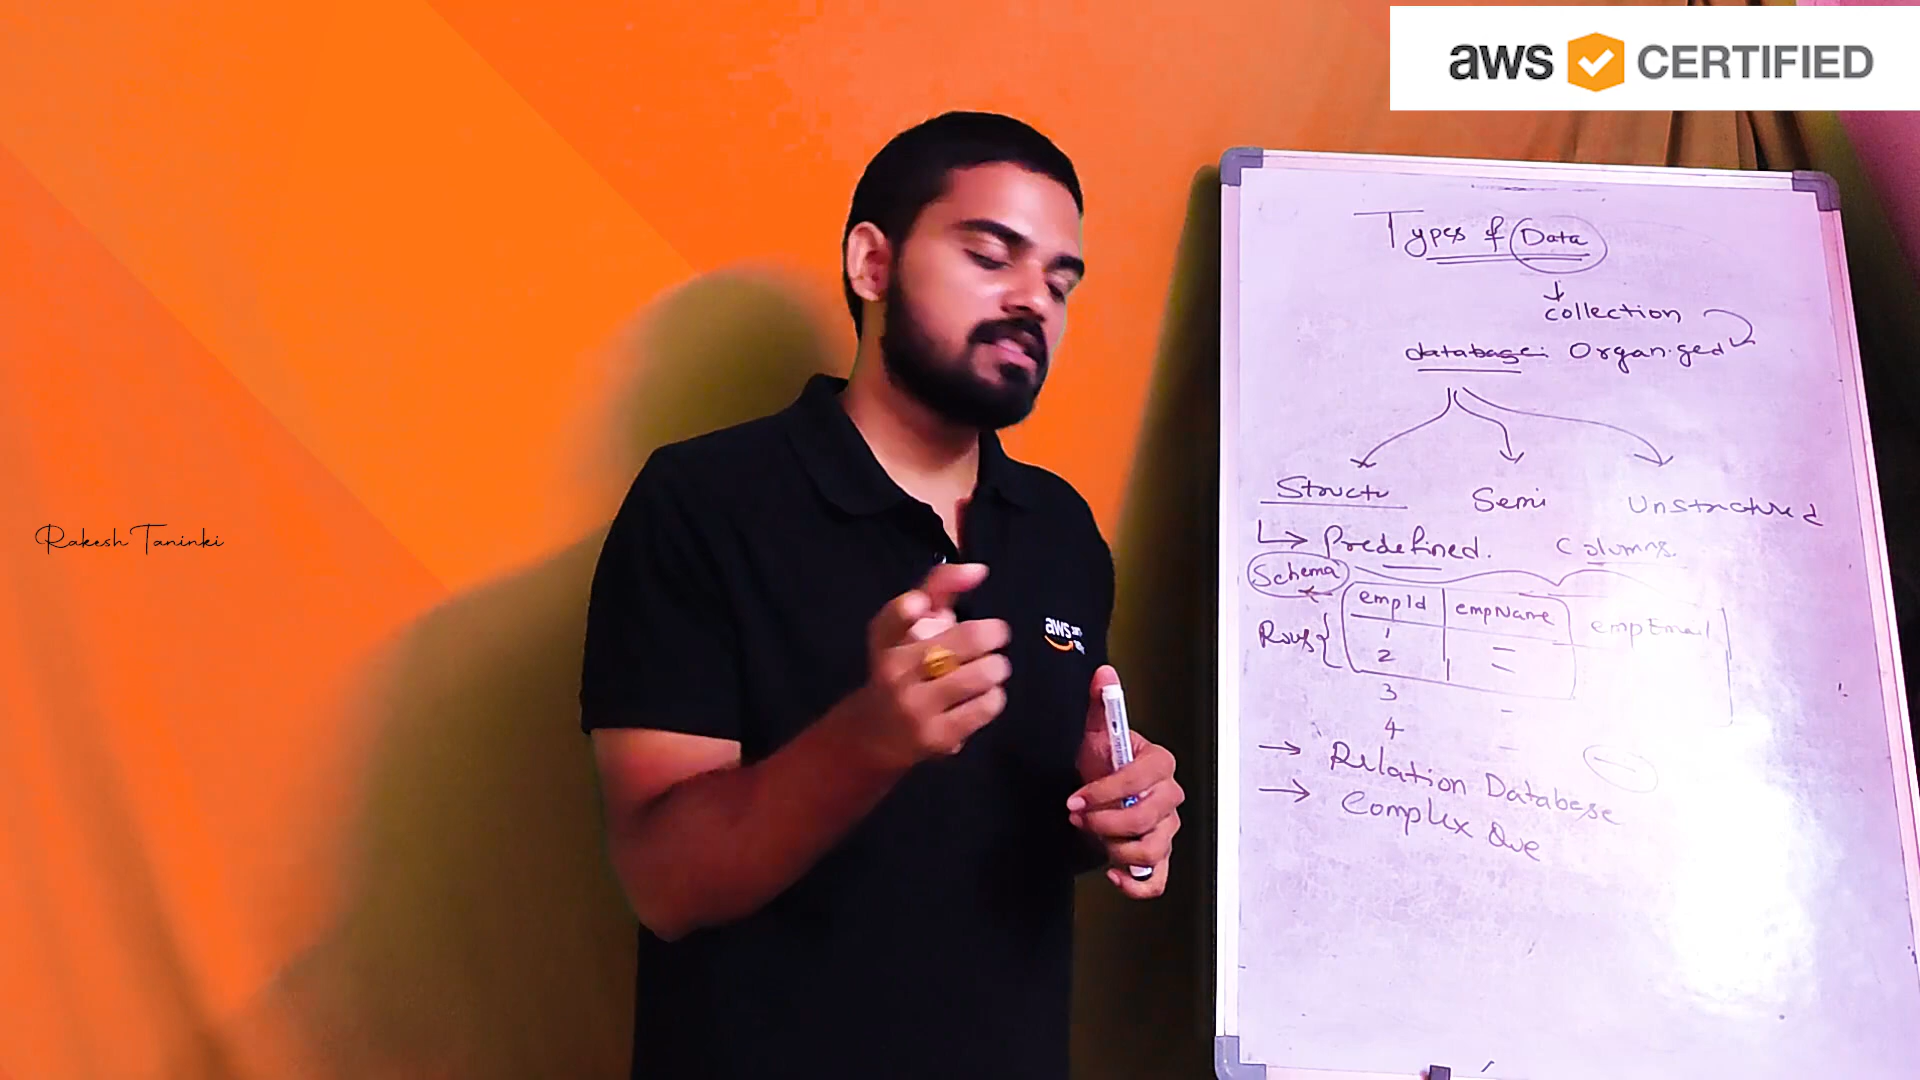 aws CERTIFIED
Types of Data
collection
database: Organized
Structu Semi Unstructured
Predefined. Columns.
Schema
empId empName empEmail
Rows
1
2
3
4
Relation Database
Complex Que
aws
Rakesh Taninki